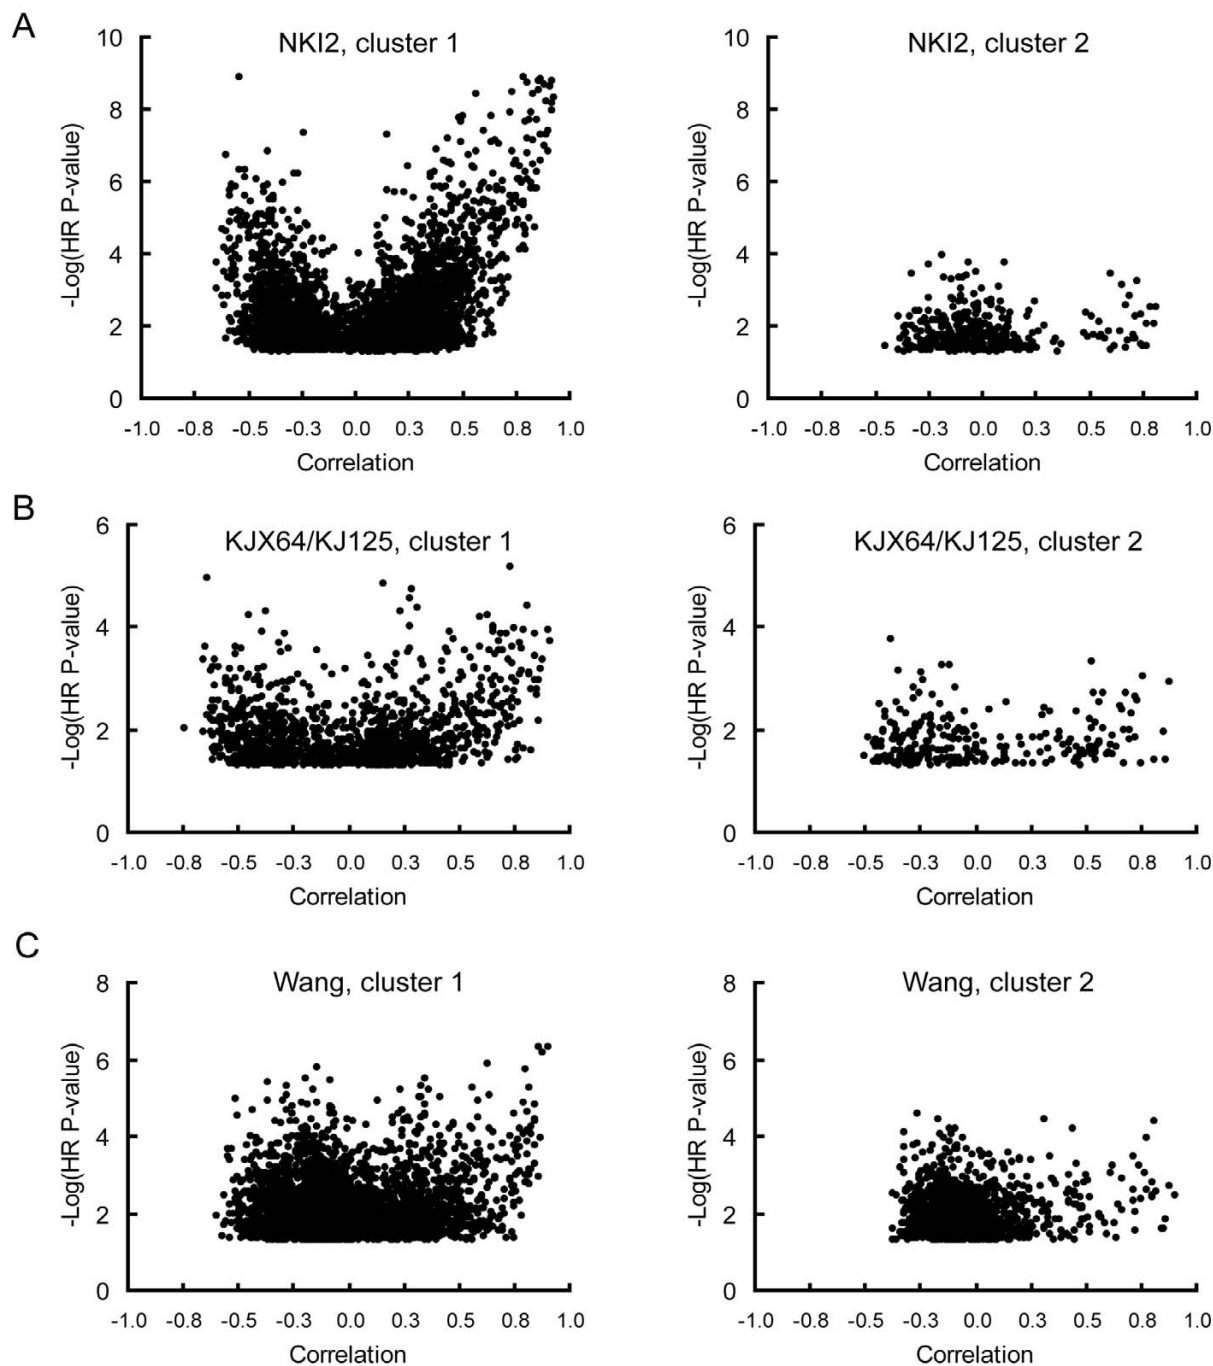 A
NKI2, cluster 1
-Log(HR P-value)
10
8
6
4
2
0
-1.0 -0.8 -0.5 -0.3 0.0 0.3 0.5 0.8 1.0
Correlation
NKI2, cluster 2
-Log(HR P-value)
10
8
6
4
2
0
-1.0 -0.8 -0.5 -0.3 0.0 0.3 0.5 0.8 1.0
Correlation
B
KJX64/KJ125, cluster 1
-Log(HR P-value)
6
4
2
0
-1.0 -0.8 -0.5 -0.3 0.0 0.3 0.5 0.8 1.0
Correlation
KJX64/KJ125, cluster 2
-Log(HR P-value)
6
4
2
0
-1.0 -0.8 -0.5 -0.3 0.0 0.3 0.5 0.8 1.0
Correlation
C
Wang, cluster 1
-Log(HR P-value)
8
6
4
2
0
-1.0 -0.8 -0.5 -0.3 0.0 0.3 0.5 0.8 1.0
Correlation
Wang, cluster 2
-Log(HR P-value)
8
6
4
2
0
-1.0 -0.8 -0.5 -0.3 0.0 0.3 0.5 0.8 1.0
Correlation